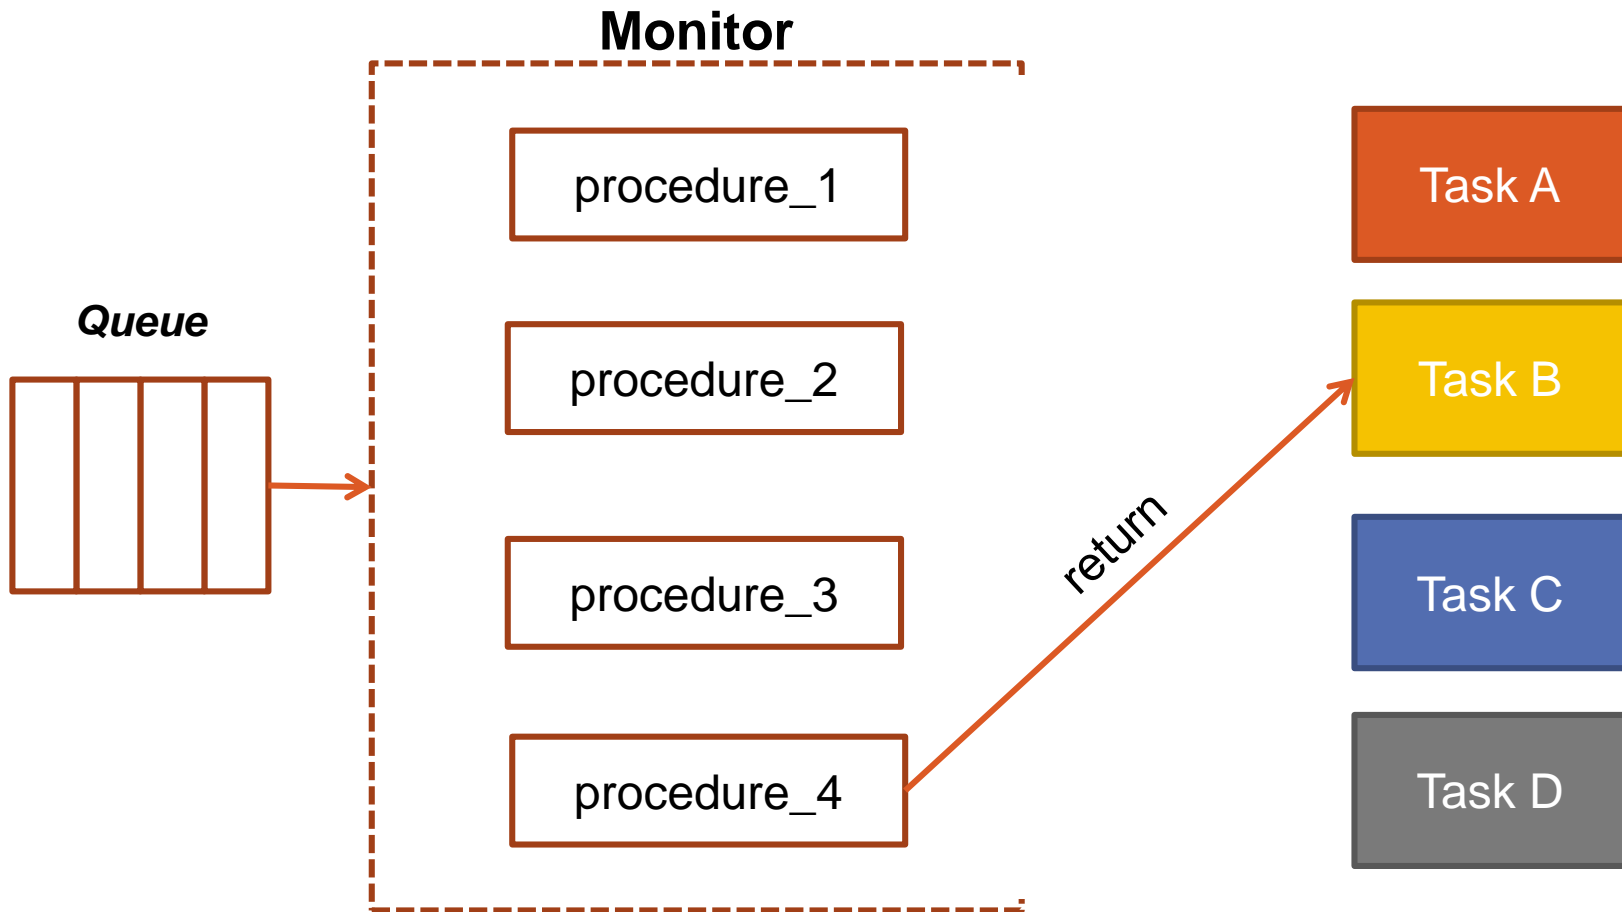 Monitor
procedure_1
Task A
Queue
procedure_2
Task B
return
procedure_3
Task C
procedure_4
Task D